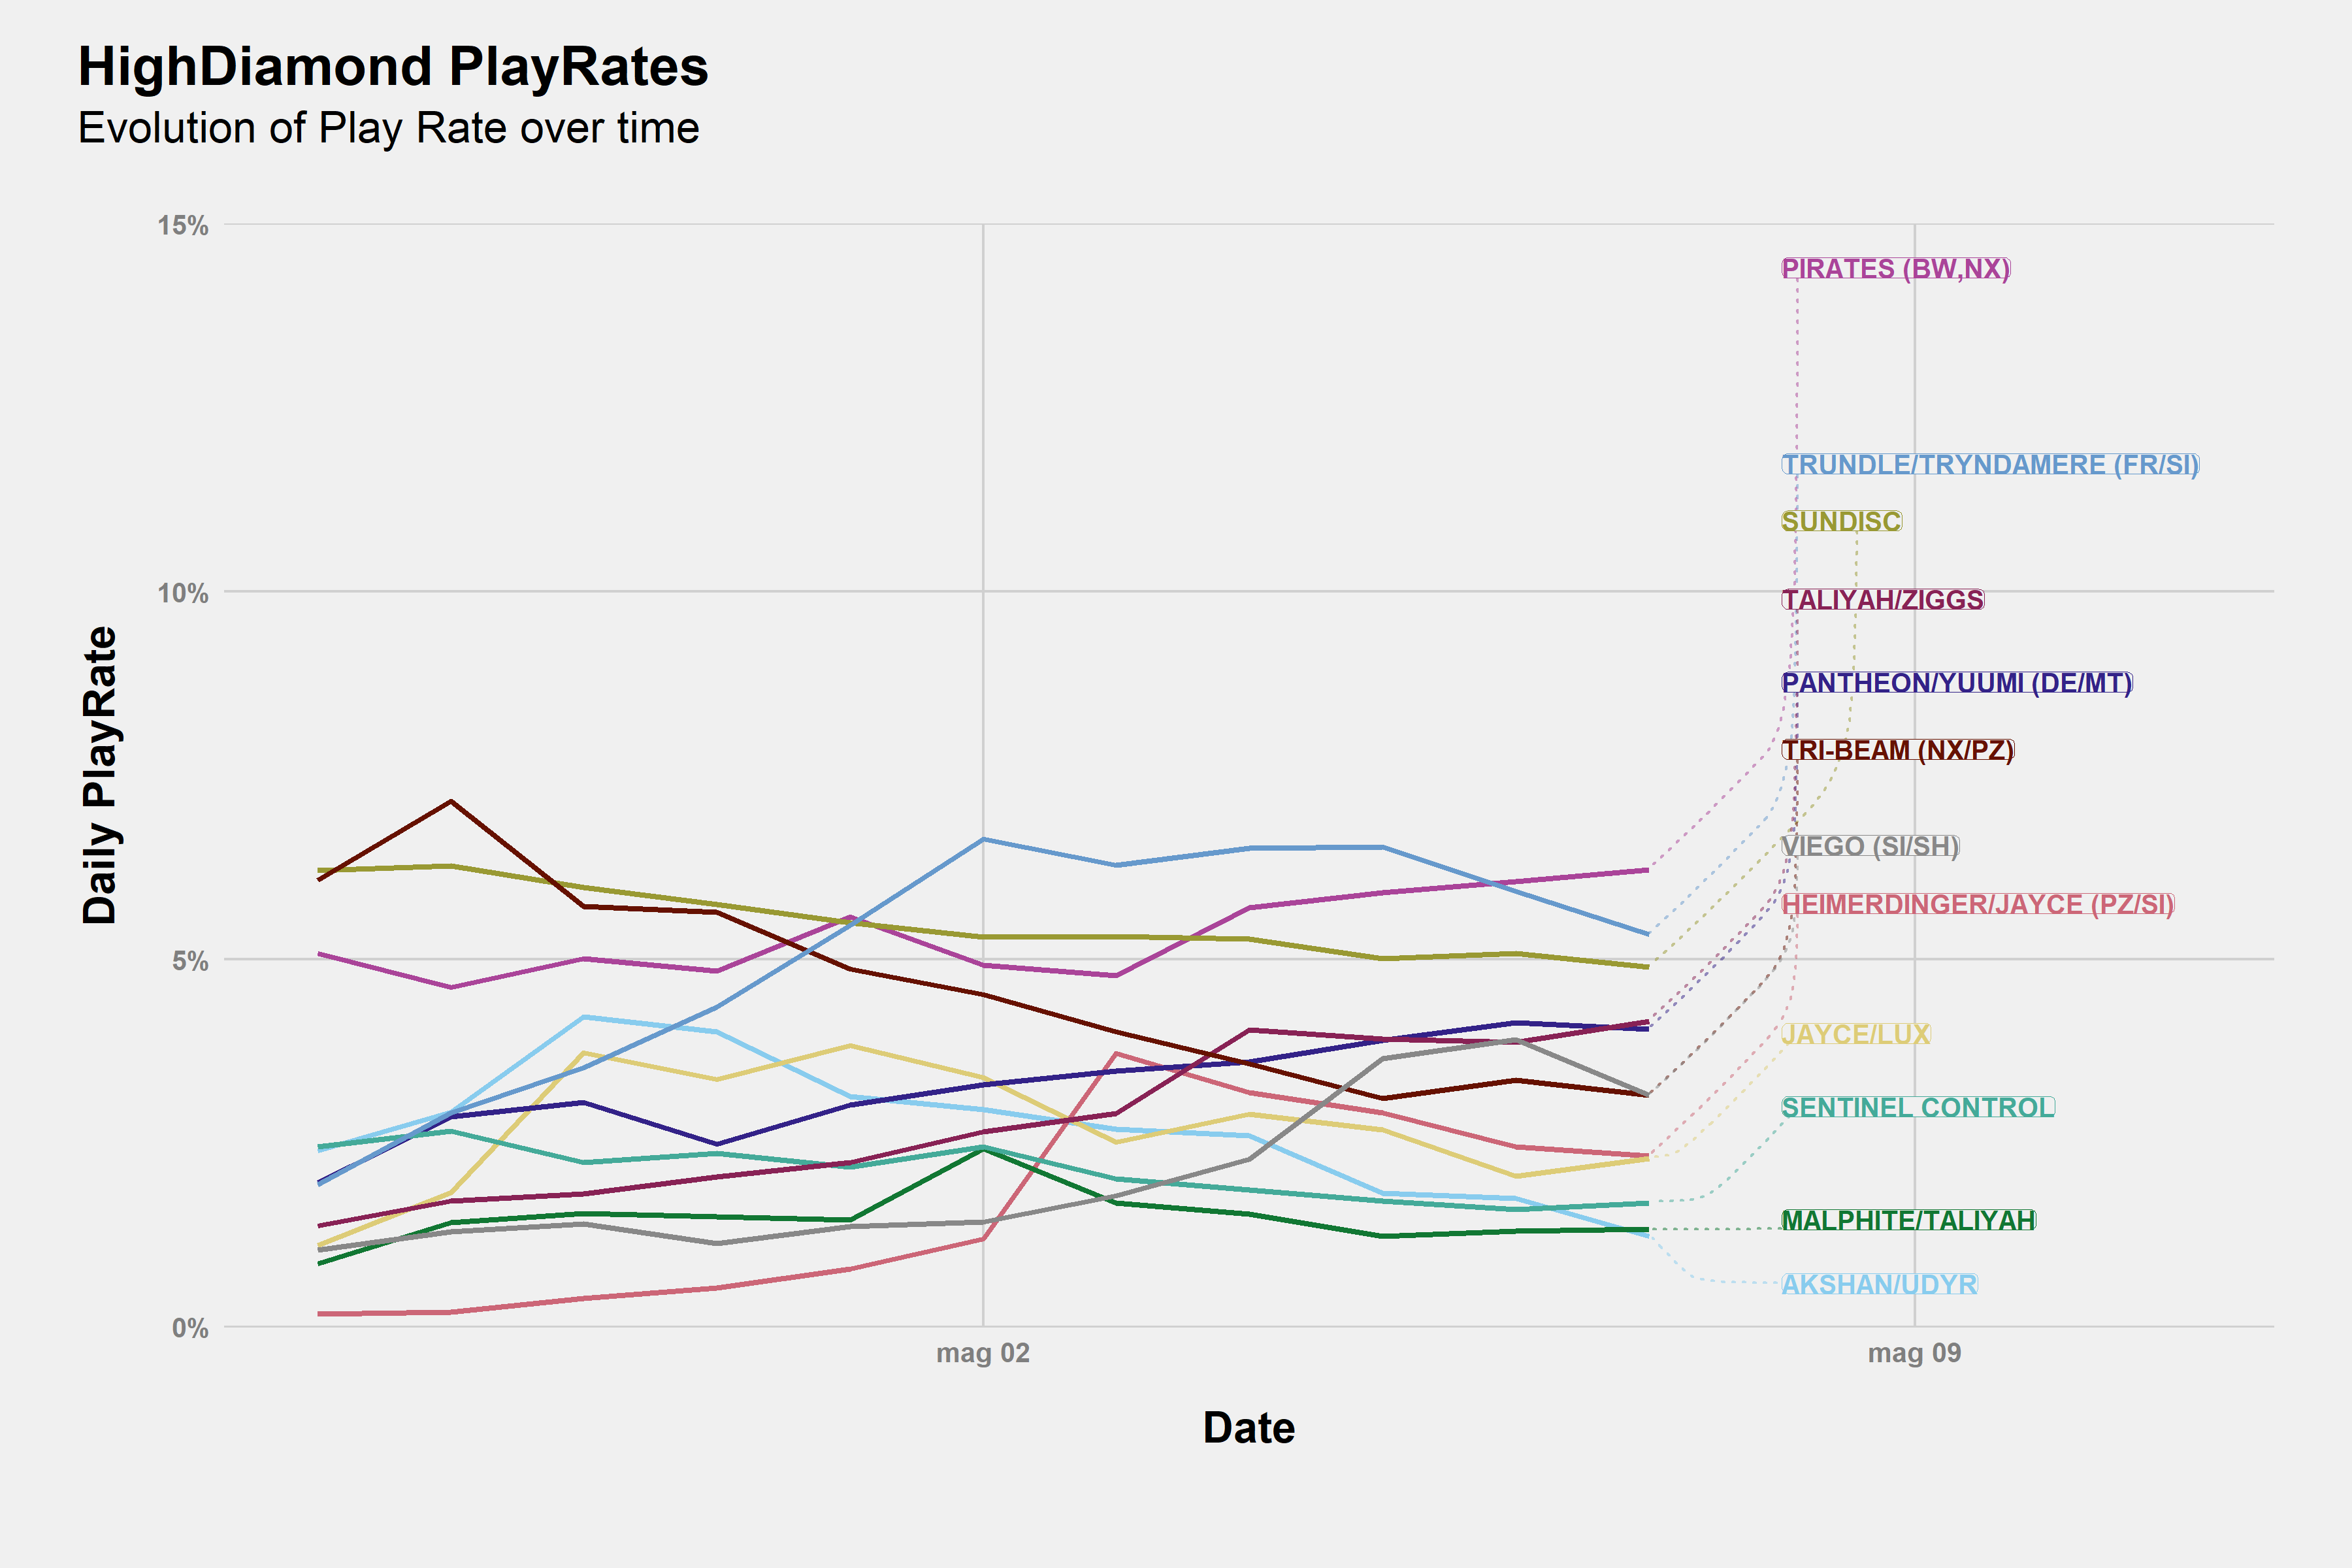 HighDiamond PlayRates
Evolution of Play Rate over time
15%
10%
5%
0%
Daily PlayRate
PIRATES (BW,NX)
TRUNDLE/TRYNDAMERE (FR/SI)
SUNDISC
TALIYAH/ZIGGS
PANTHEON/YUUMI (DE/MT)
TRI-BEAM (NX/PZ)
VIEGO (SI/SH)
HEIMERDINGER/JAYCE (PZ/SI)
JAYCE/LUX
SENTINEL CONTROL
MALPHITE/TALIYAH
AKSHAN/UDYR
mag 02
mag 09
Date